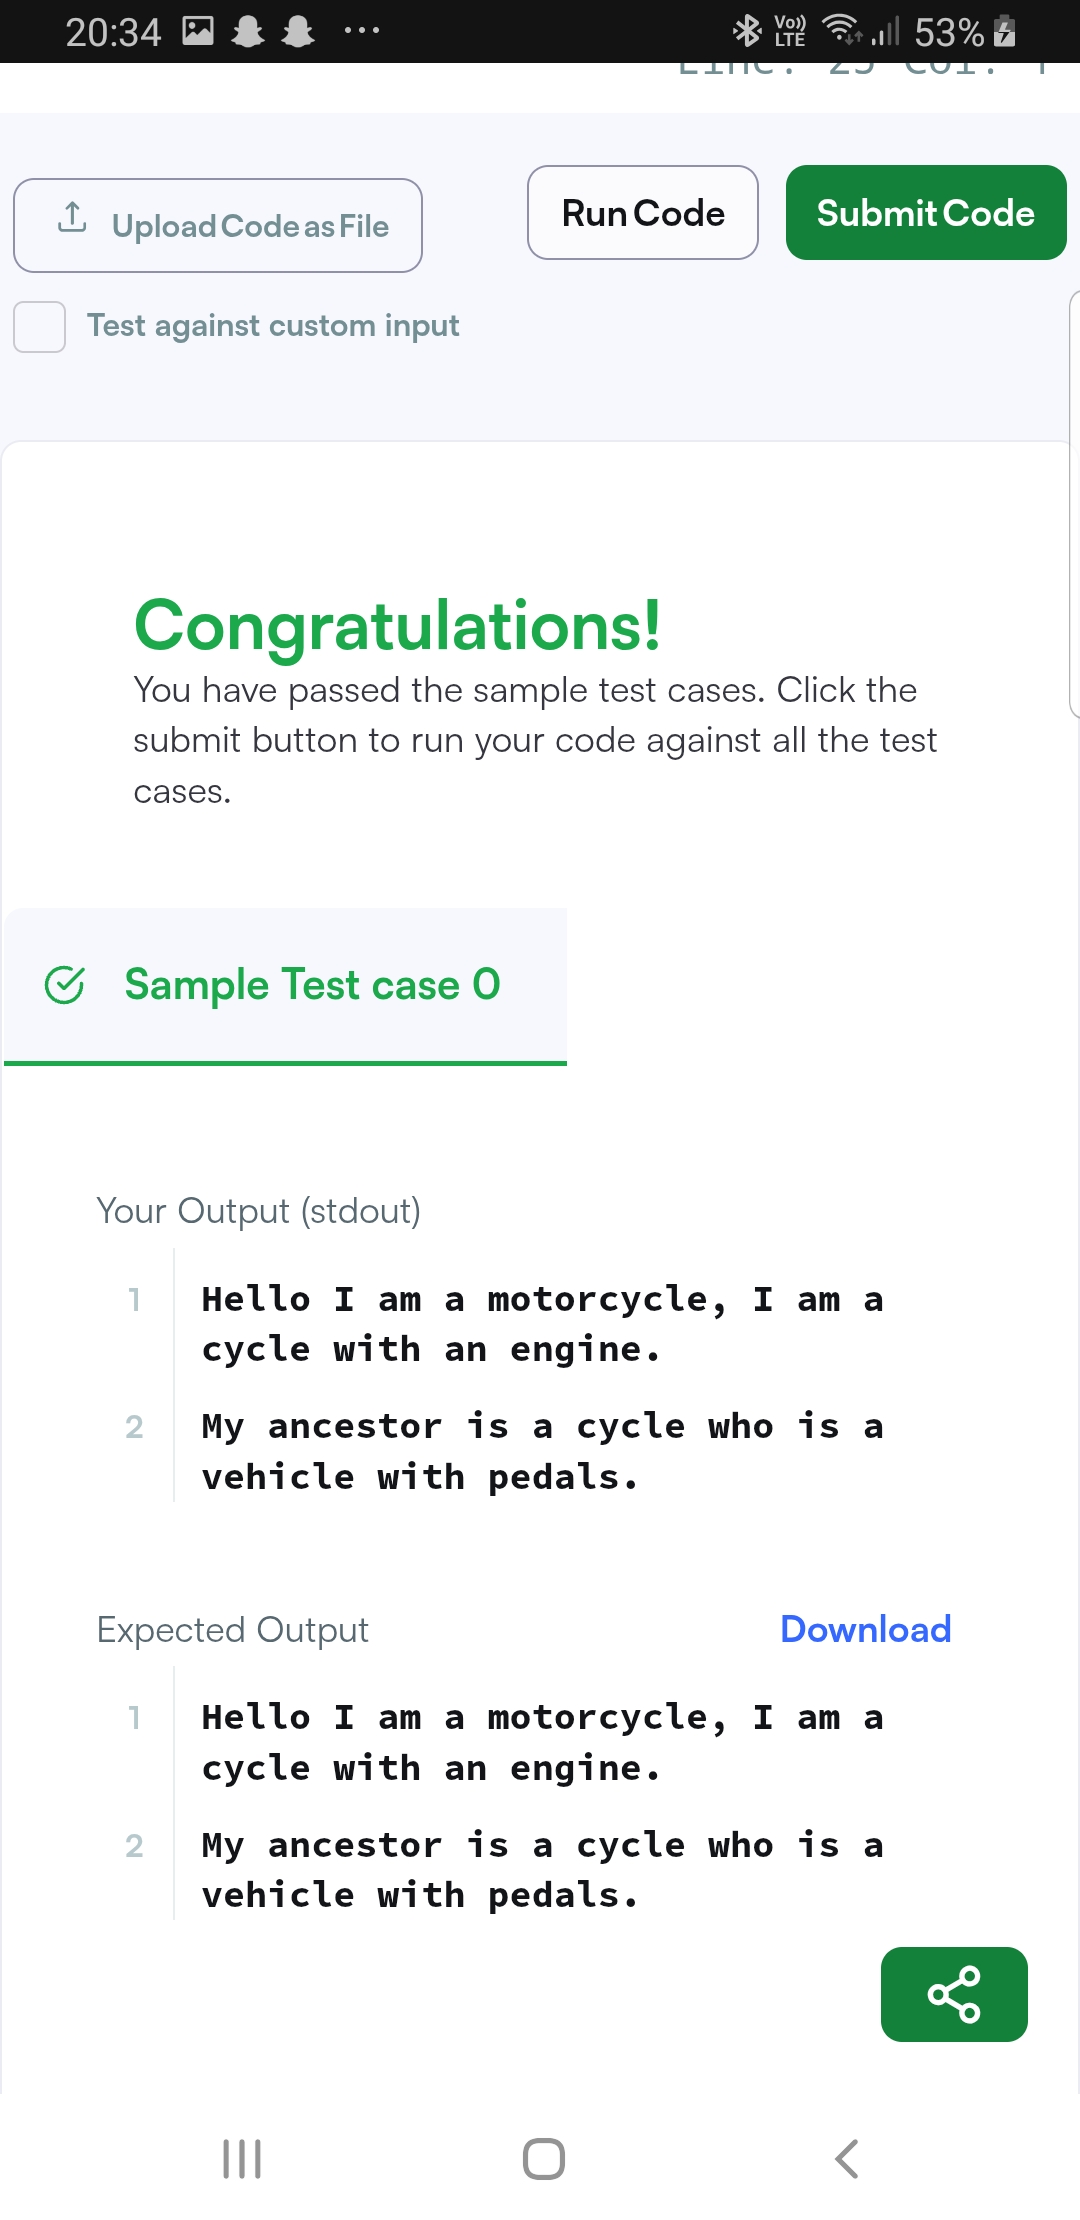 20:34
Vo)) LTE 53%
Line: 25 Col: 1
Upload Code as File
Run Code
Submit Code
Test against custom input
Congratulations!
You have passed the sample test cases. Click the
submit button to run your code against all the test
cases.
Sample Test case 0
Your Output (stdout)
1 Hello I am a motorcycle, I am a
cycle with an engine.
2 My ancestor is a cycle who is a
vehicle with pedals.
Expected Output
Download
1 Hello I am a motorcycle, I am a
cycle with an engine.
2 My ancestor is a cycle who is a
vehicle with pedals.